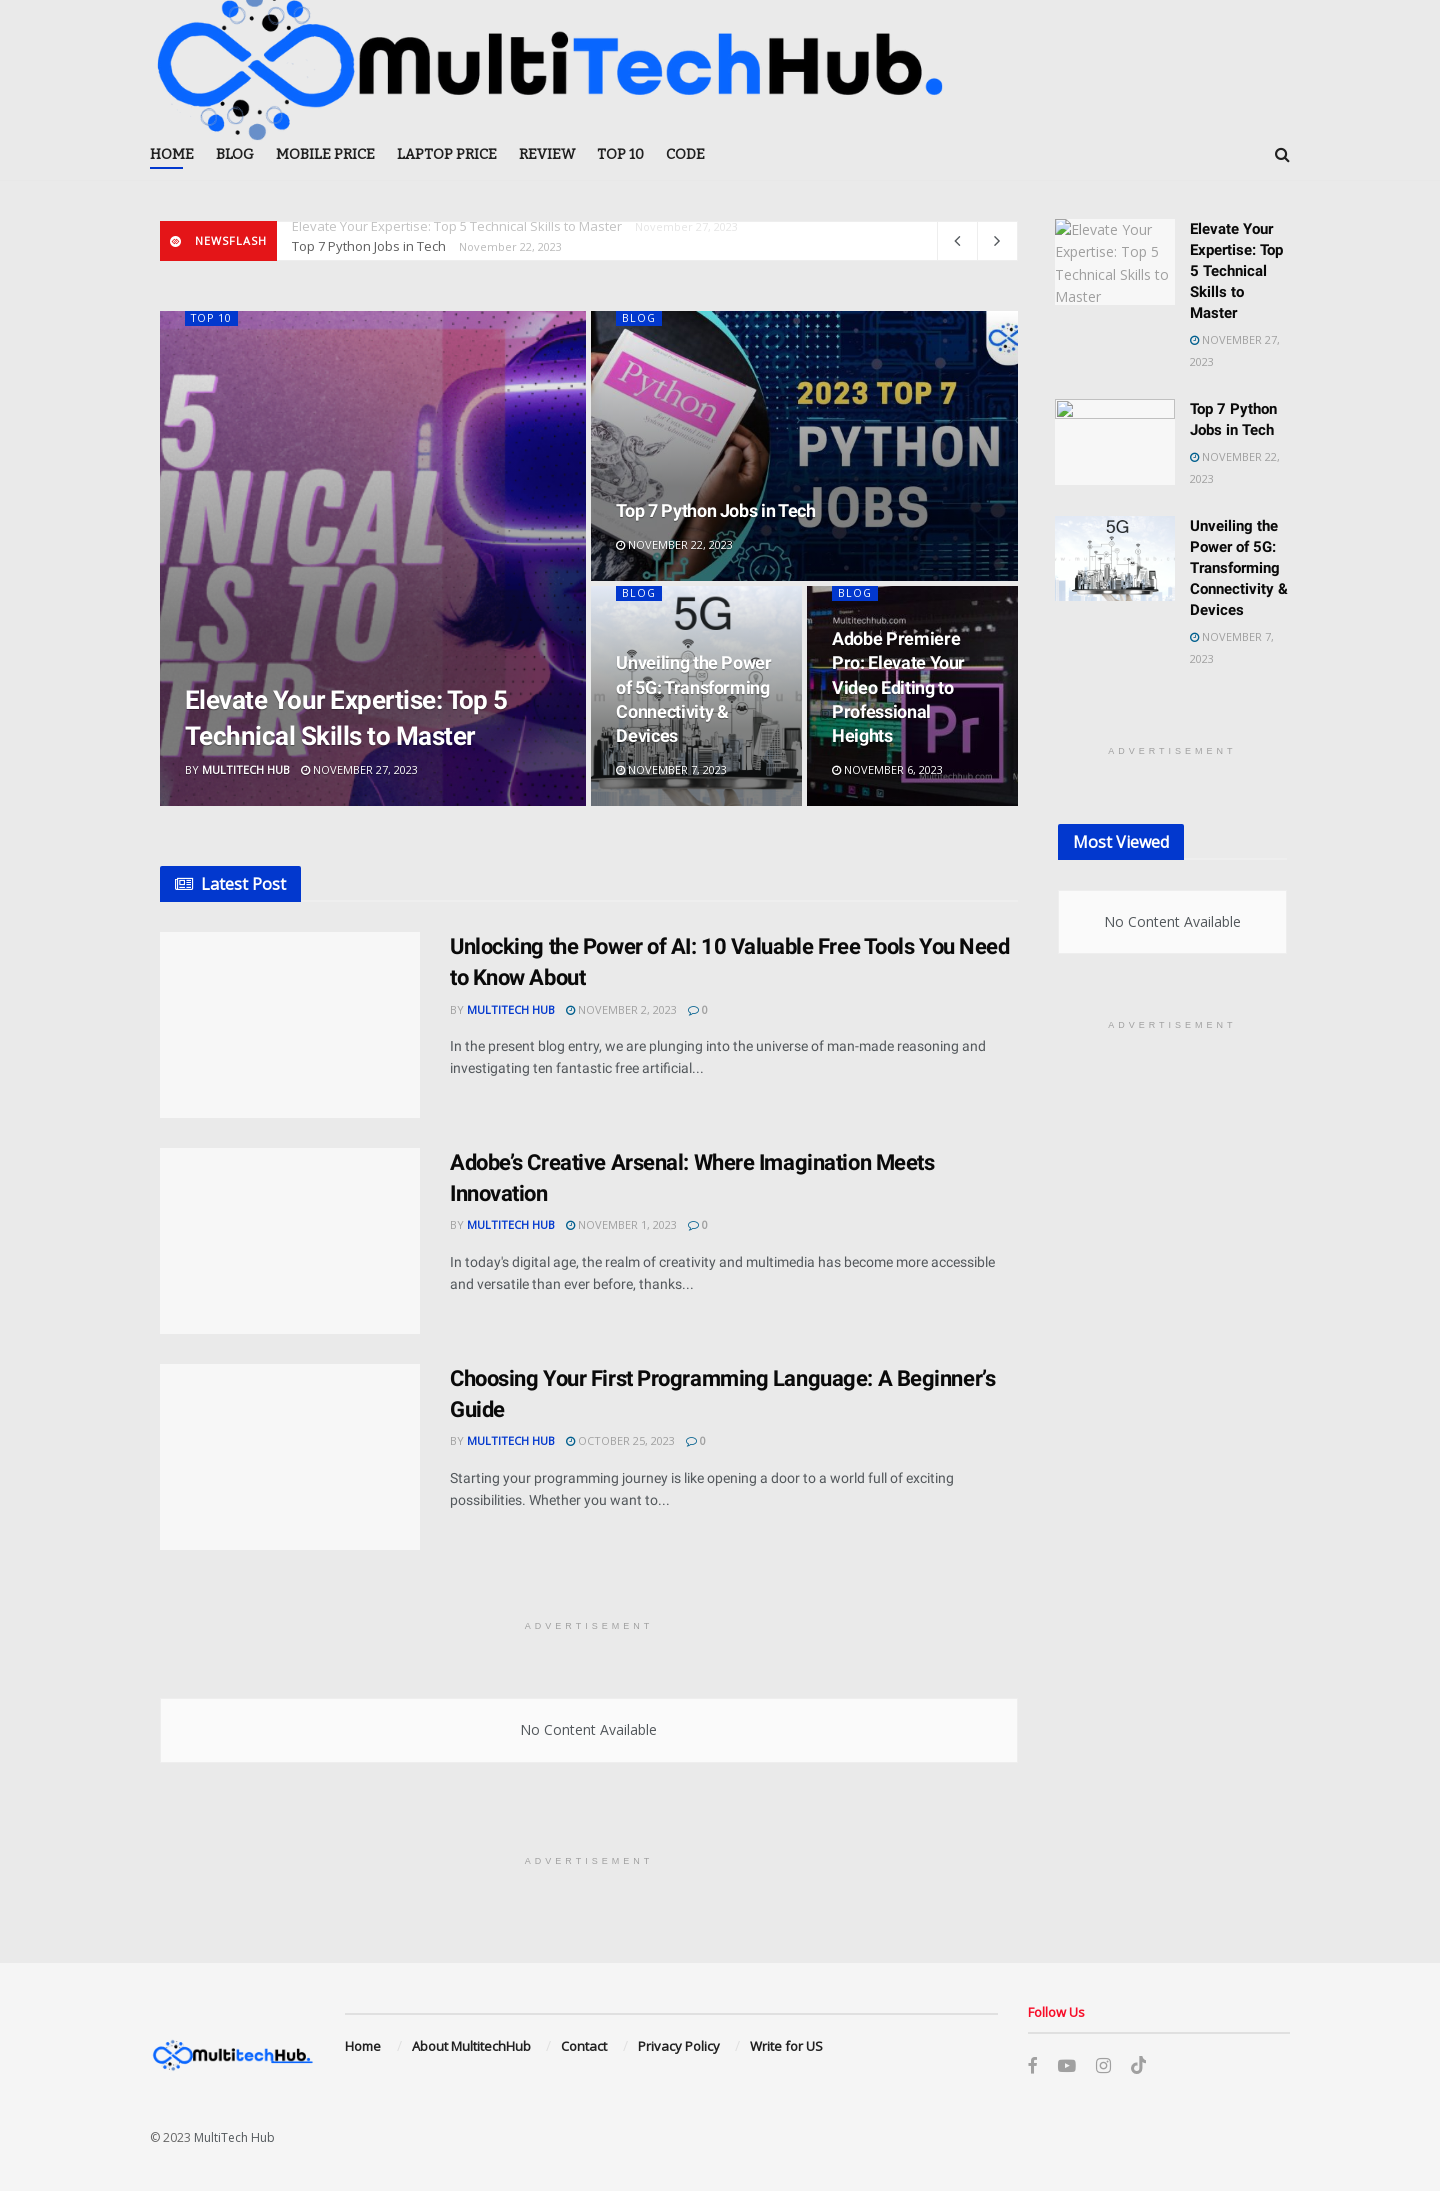 MultiTechHub.
HOME BLOG MOBILE PRICE LAPTOP PRICE REVIEW TOP 10 CODE
NEWSFLASH
Elevate Your Expertise: Top 5 Technical Skills to Master November 27, 2023
Top 7 Python Jobs in Tech November 22, 2023
TOP 10
5
NICAL
LS TO
TER
Elevate Your Expertise: Top 5
Technical Skills to Master
BY MULTITECH HUB NOVEMBER 27, 2023
BLOG
Python
2023 TOP 7
PYTHON
JOBS
Top 7 Python Jobs in Tech
NOVEMBER 22, 2023
BLOG
5G
Unveiling the Power
of 5G: Transforming
Connectivity &
Devices
NOVEMBER 7, 2023
BLOG
Multitechhub.com
Adobe Premiere
Pro: Elevate Your
Video Editing to
Professional
Heights
Pr
Multitechhub.com
NOVEMBER 6, 2023
Elevate Your
Expertise: Top 5
Technical Skills to
Master
Elevate Your
Expertise: Top
5 Technical
Skills to
Master
NOVEMBER 27,
2023
Top 7 Python
Jobs in Tech
NOVEMBER 22,
2023
5G
Unveiling the
Power of 5G:
Transforming
Connectivity &
Devices
NOVEMBER 7,
2023
ADVERTISEMENT
Most Viewed
No Content Available
ADVERTISEMENT
Latest Post
Unlocking the Power of AI: 10 Valuable Free Tools You Need
to Know About
BY MULTITECH HUB NOVEMBER 2, 2023 0
In the present blog entry, we are plunging into the universe of man-made reasoning and
investigating ten fantastic free artificial...
Adobe’s Creative Arsenal: Where Imagination Meets
Innovation
BY MULTITECH HUB NOVEMBER 1, 2023 0
In today's digital age, the realm of creativity and multimedia has become more accessible
and versatile than ever before, thanks...
Choosing Your First Programming Language: A Beginner’s
Guide
BY MULTITECH HUB OCTOBER 25, 2023 0
Starting your programming journey is like opening a door to a world full of exciting
possibilities. Whether you want to...
ADVERTISEMENT
No Content Available
ADVERTISEMENT
MultitechHub.
Home / About MultitechHub / Contact / Privacy Policy / Write for US
Follow Us
© 2023 MultiTech Hub